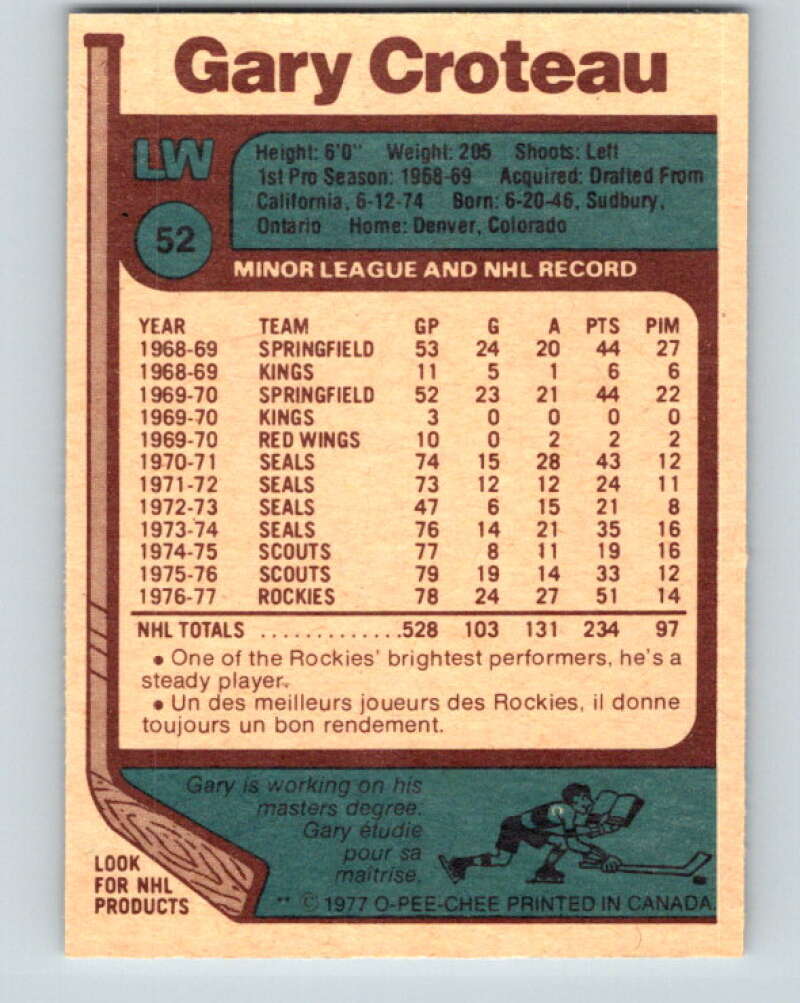 Gary Croteau
LW
Height: 6'0" Weight: 205 Shoots: Left
1st Pro Season: 1968-69 Acquired: Drafted From
California, 6-12-74 Born: 6-20-46, Sudbury,
Ontario Home: Denver, Colorado
52
MINOR LEAGUE AND NHL RECORD
YEAR TEAM GP G A PTS PIM
1968-69 SPRINGFIELD 53 24 20 44 27
1968-69 KINGS 11 5 1 6 6
1969-70 SPRINGFIELD 52 23 21 44 22
1969-70 KINGS 3 0 0 0 0
1969-70 RED WINGS 10 0 2 2 2
1970-71 SEALS 74 15 28 43 12
1971-72 SEALS 73 12 12 24 11
1972-73 SEALS 47 6 15 21 8
1973-74 SEALS 76 14 21 35 16
1974-75 SCOUTS 77 8 11 19 16
1975-76 SCOUTS 79 19 14 33 12
1976-77 ROCKIES 78 24 27 51 14
NHL TOTALS .............528 103 131 234 97
• One of the Rockies' brightest performers, he's a
steady player.
• Un des meilleurs joueurs des Rockies, il donne
toujours un bon rendement.
Gary is working on his
masters degree.
Gary étudie
pour sa
maîtrise.
LOOK
FOR NHL
PRODUCTS
** © 1977 O-PEE-CHEE PRINTED IN CANADA.